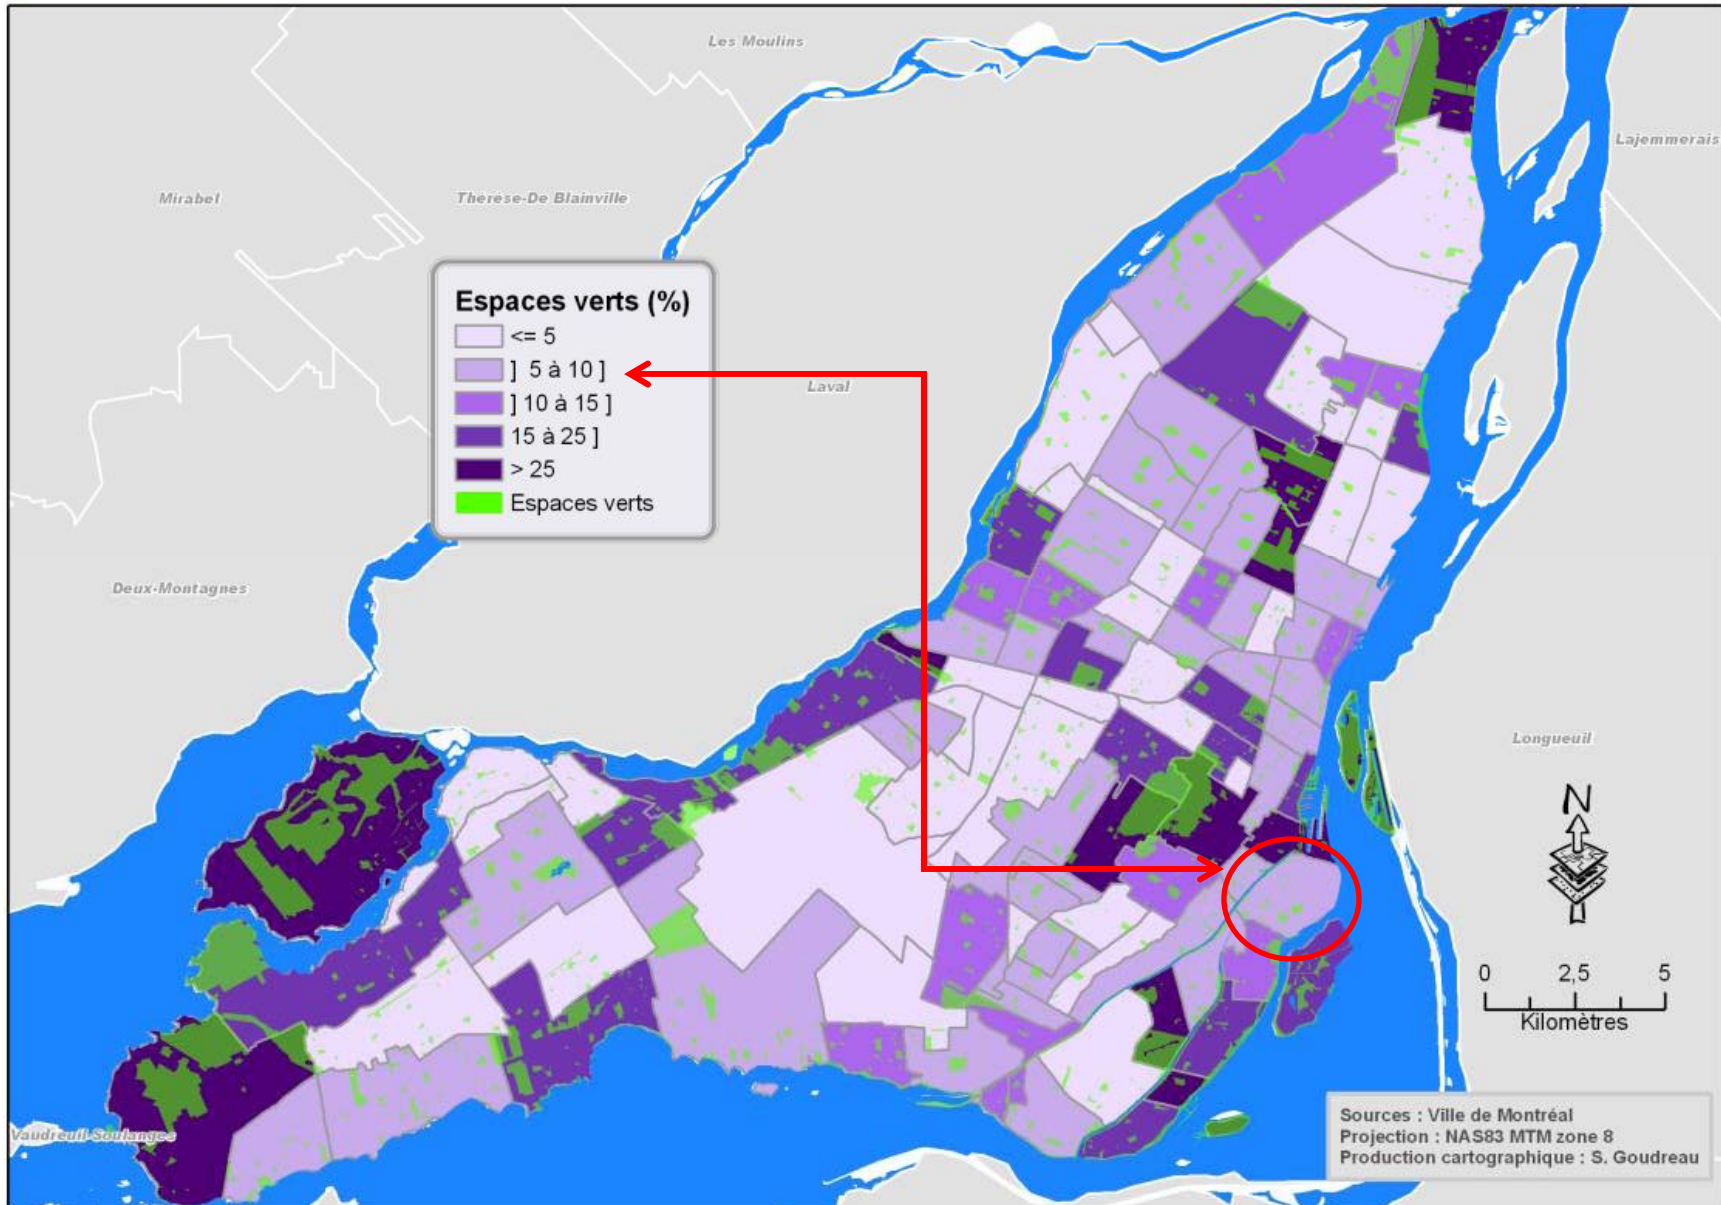 Les Moulins
Lajemmerais
Mirabel
Thérèse-De Blainville
Espaces verts (%)
<= 5
] 5 à 10 ]
] 10 à 15 ]
15 à 25 ]
> 25
Espaces verts
Laval
Deux-Montagnes
Longueuil
N
0 2,5 5
Kilomètres
Vaudreuil-Soulanges
Sources : Ville de Montréal
Projection : NAS83 MTM zone 8
Production cartographique : S. Goudreau